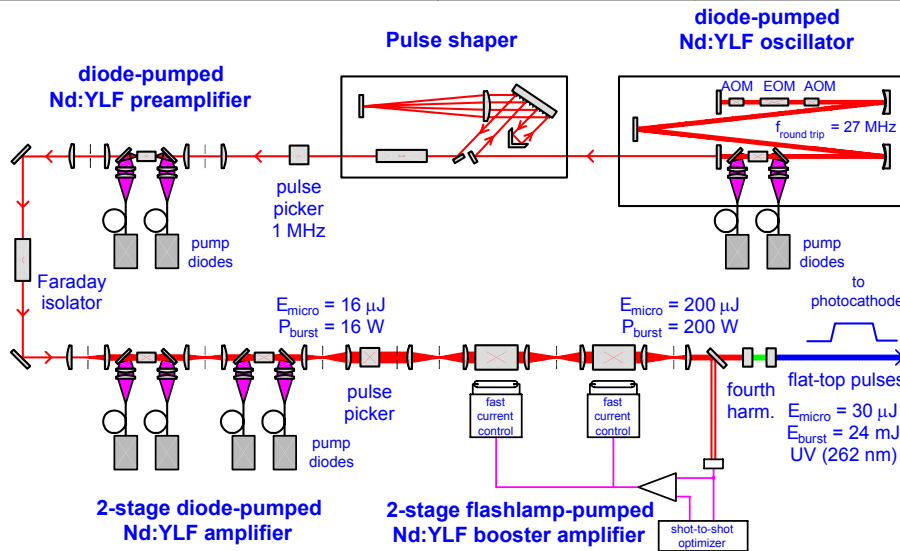 diode-pumped
Nd:YLF preamplifier
Pulse shaper
diode-pumped
Nd:YLF oscillator
AOM EOM AOM
f round trip = 27 MHz
pulse
picker
1 MHz
pump
diodes
pump
diodes
Faraday
isolator
E_micro = 16 µJ
P_burst = 16 W
E_micro = 200 µJ
P_burst = 200 W
to
photocathode
pulse
picker
fast
current
control
fast
current
control
fourth
harm.
flat-top pulses
E_micro = 30 µJ
E_burst = 24 mJ
UV (262 nm)
pump
diodes
2-stage diode-pumped
Nd:YLF amplifier
2-stage flashlamp-pumped
Nd:YLF booster amplifier
shot-to-shot
optimizer